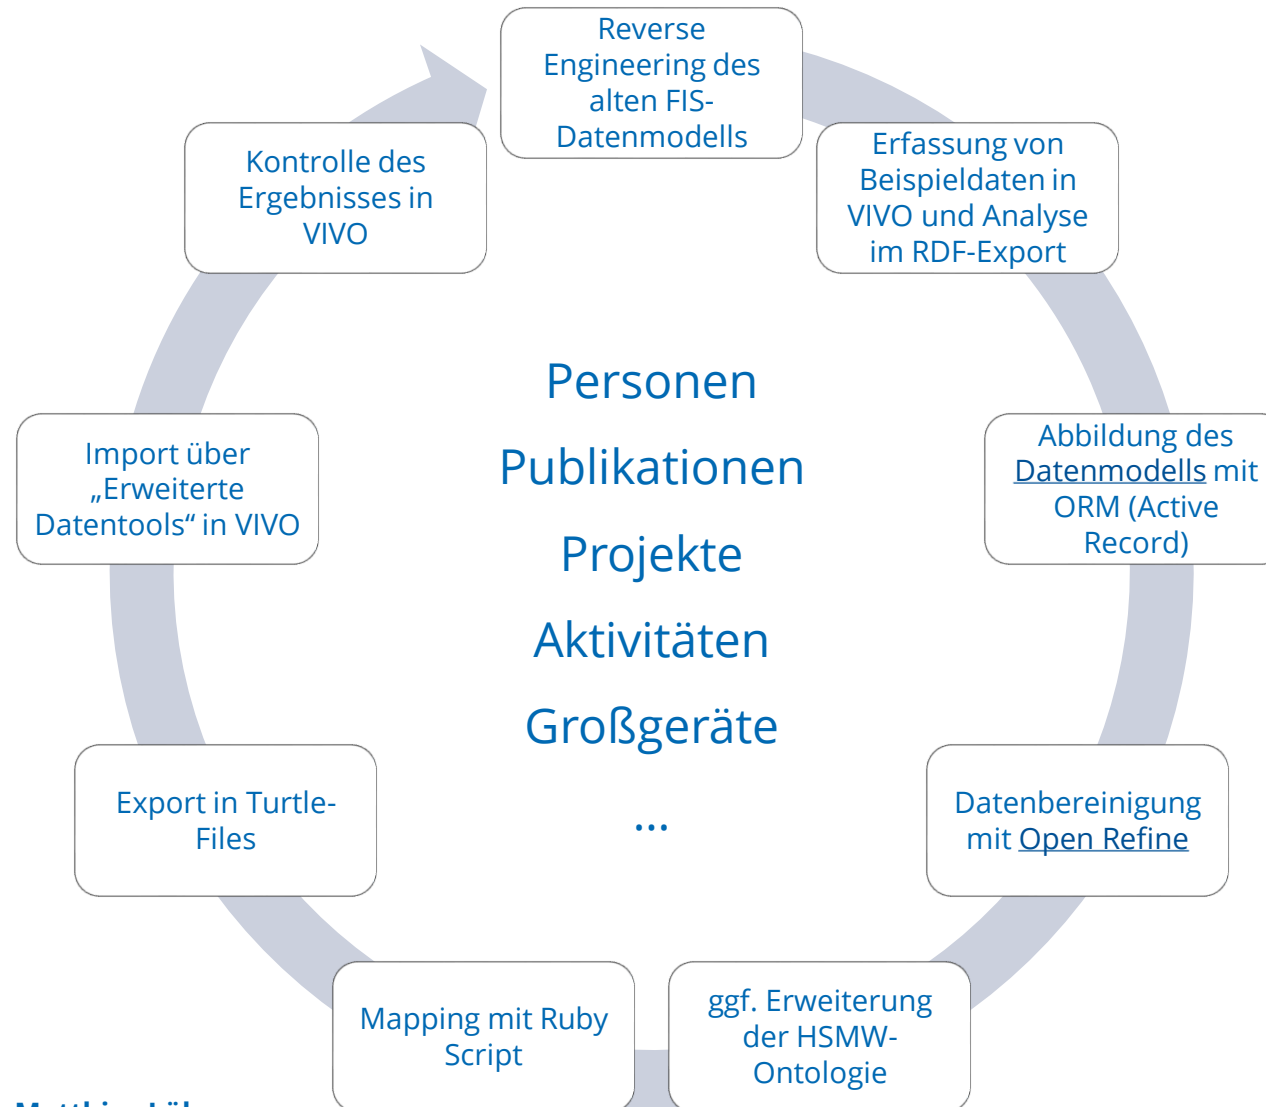 Reverse
Engineering des
alten FIS-
Datenmodells
Erfassung von
Beispieldaten in
VIVO und Analyse
im RDF-Export
Abbildung des
Datenmodells mit
ORM (Active
Record)
Datenbereinigung
mit Open Refine
ggf. Erweiterung
der HSMW-
Ontologie
Mapping mit Ruby
Script
Export in Turtle-
Files
Import über
„Erweiterte
Datentools“ in VIVO
Kontrolle des
Ergebnisses in
VIVO
Personen
Publikationen
Projekte
Aktivitäten
Großgeräte
...